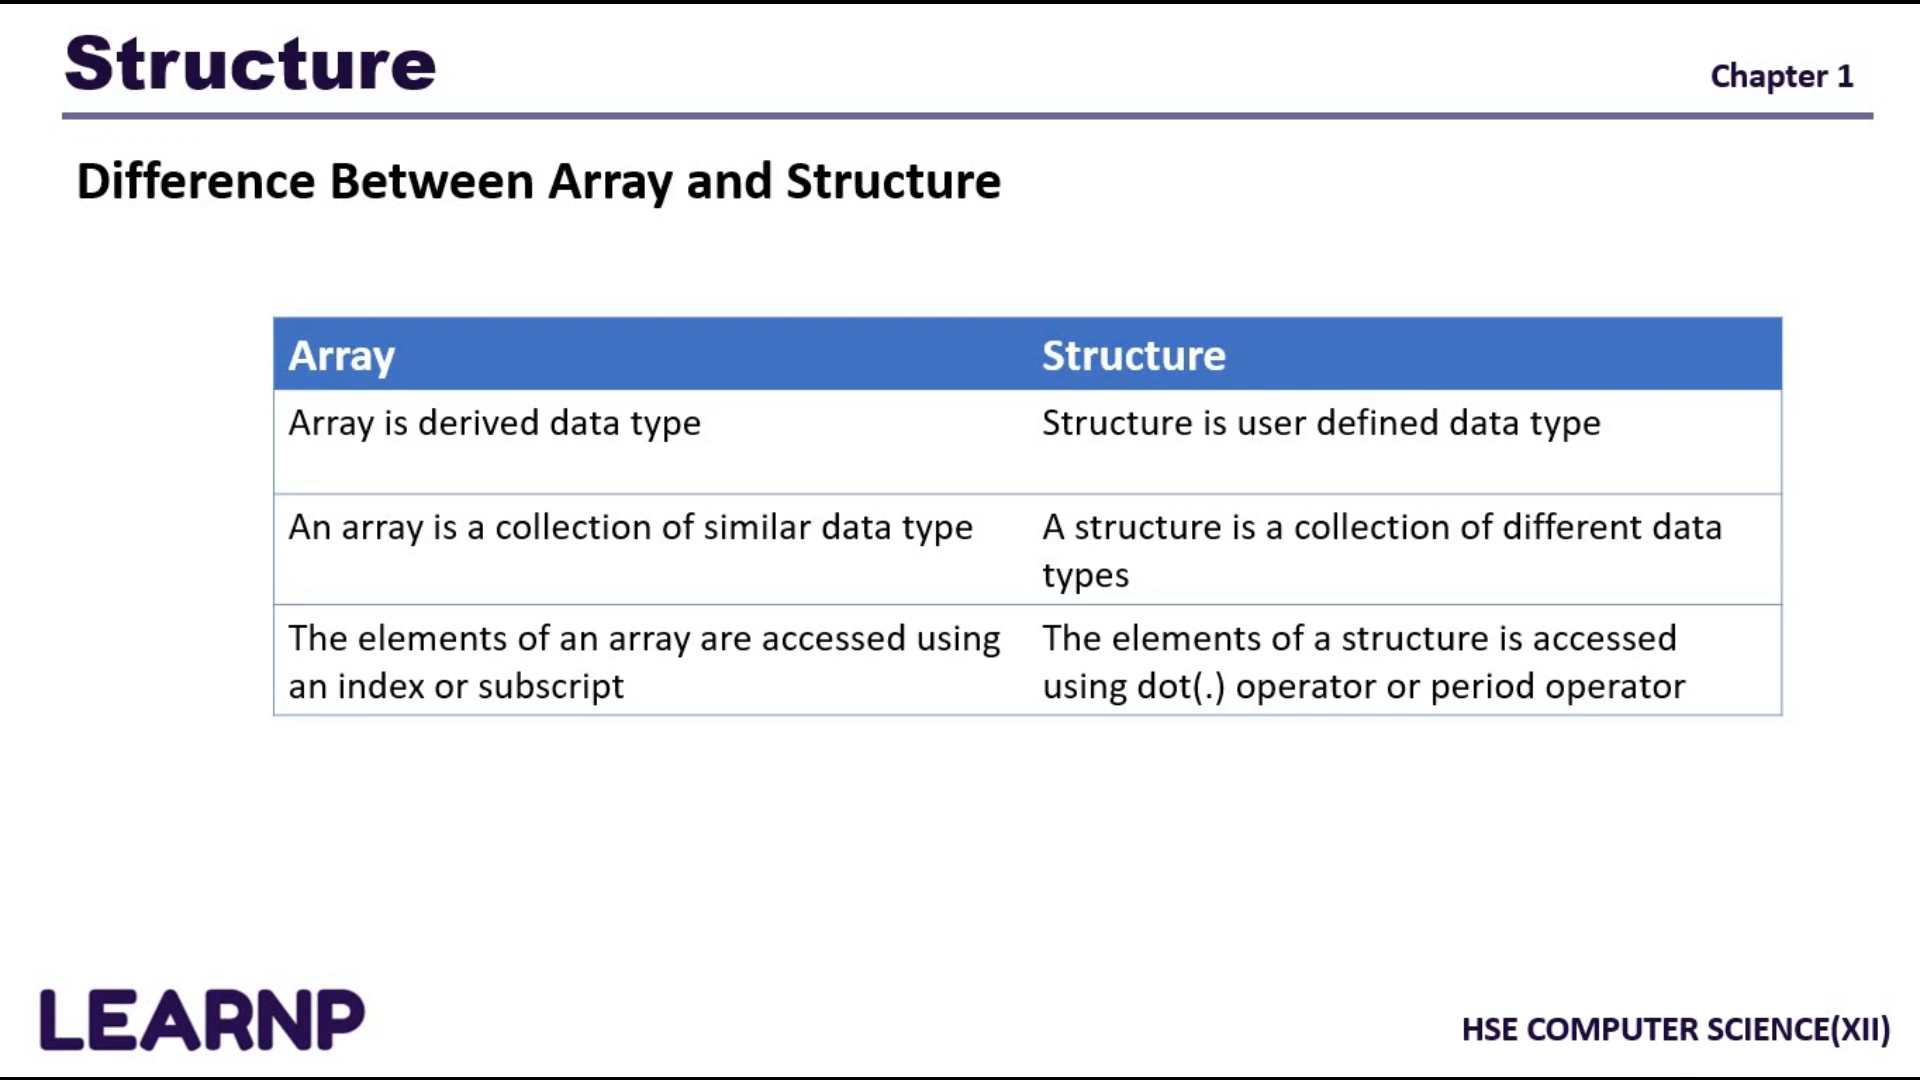 Structure
Chapter 1
Difference Between Array and Structure
Array
Structure
Array is derived data type
Structure is user defined data type
An array is a collection of similar data type
A structure is a collection of different data
types
The elements of an array are accessed using
an index or subscript
The elements of a structure is accessed
using dot(.) operator or period operator
LEARNP
HSE COMPUTER SCIENCE(XII)